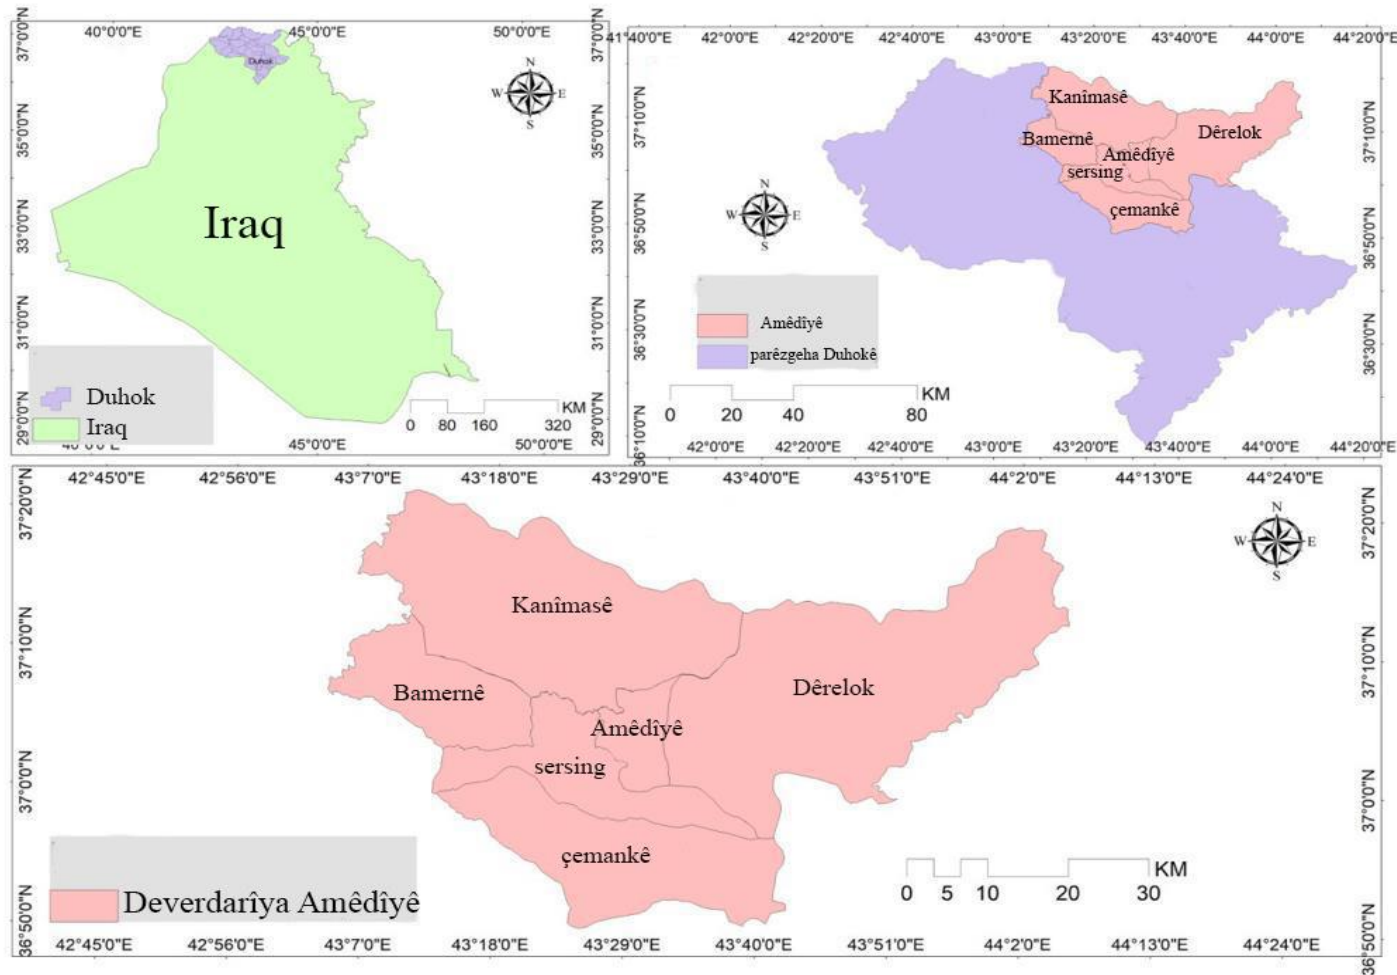 40°0'0"E 45°0'0"E 50°0'0"E
37°0'0"N 37°0'0"N
Duhok
N
W E
S
35°0'0"N 35°0'0"N
Iraq
33°0'0"N 33°0'0"N
31°0'0"N 31°0'0"N
29°0'0"N 29°0'0"N
Duhok
Iraq
KM
0 80 160 320
45°0'0"E 50°0'0"E
41°40'0"E 42°0'0"E 42°20'0"E 42°40'0"E 43°0'0"E 43°20'0"E 43°40'0"E 44°0'0"E 44°20'0"E
37°10'0"N 37°10'0"N
Kanîmasê
Bamernê
Dêrelok
Amêdîyê
sersing
çemankê
N
W E
S
36°50'0"N 36°50'0"N
Amêdîyê
parêzgeha Duhokê
36°30'0"N 36°30'0"N
KM
0 20 40 80
36°10'0"N
42°0'0"E 42°20'0"E 42°40'0"E 43°0'0"E 43°20'0"E 43°40'0"E 44°0'0"E 44°20'0"E
42°45'0"E 42°56'0"E 43°7'0"E 43°18'0"E 43°29'0"E 43°40'0"E 43°51'0"E 44°2'0"E 44°13'0"E 44°24'0"E
37°20'0"N 37°20'0"N
N
W E
S
Kanîmasê
37°10'0"N 37°10'0"N
Bamernê
Dêrelok
Amêdîyê
sersing
37°0'0"N 37°0'0"N
çemankê
KM
0 5 10 20 30
Deverdarîya Amêdîyê
36°50'0"N 36°50'0"N
42°45'0"E 42°56'0"E 43°7'0"E 43°18'0"E 43°29'0"E 43°40'0"E 43°51'0"E 44°2'0"E 44°13'0"E 44°24'0"E